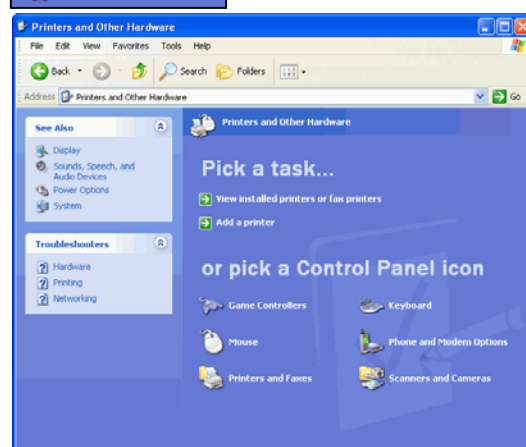 Printers and Other Hardware
File Edit View Favorites Tools Help
Back Search Folders
Address Printers and Other Hardware Go
See Also
Display
Sounds, Speech, and
Audio Devices
Power Options
System
Troubleshooters
Hardware
Printing
Networking
Printers and Other Hardware
Pick a task...
View installed printers or fax printers
Add a printer
or pick a Control Panel icon
Game Controllers Keyboard
Mouse Phone and Modem Options
Printers and Faxes Scanners and Cameras